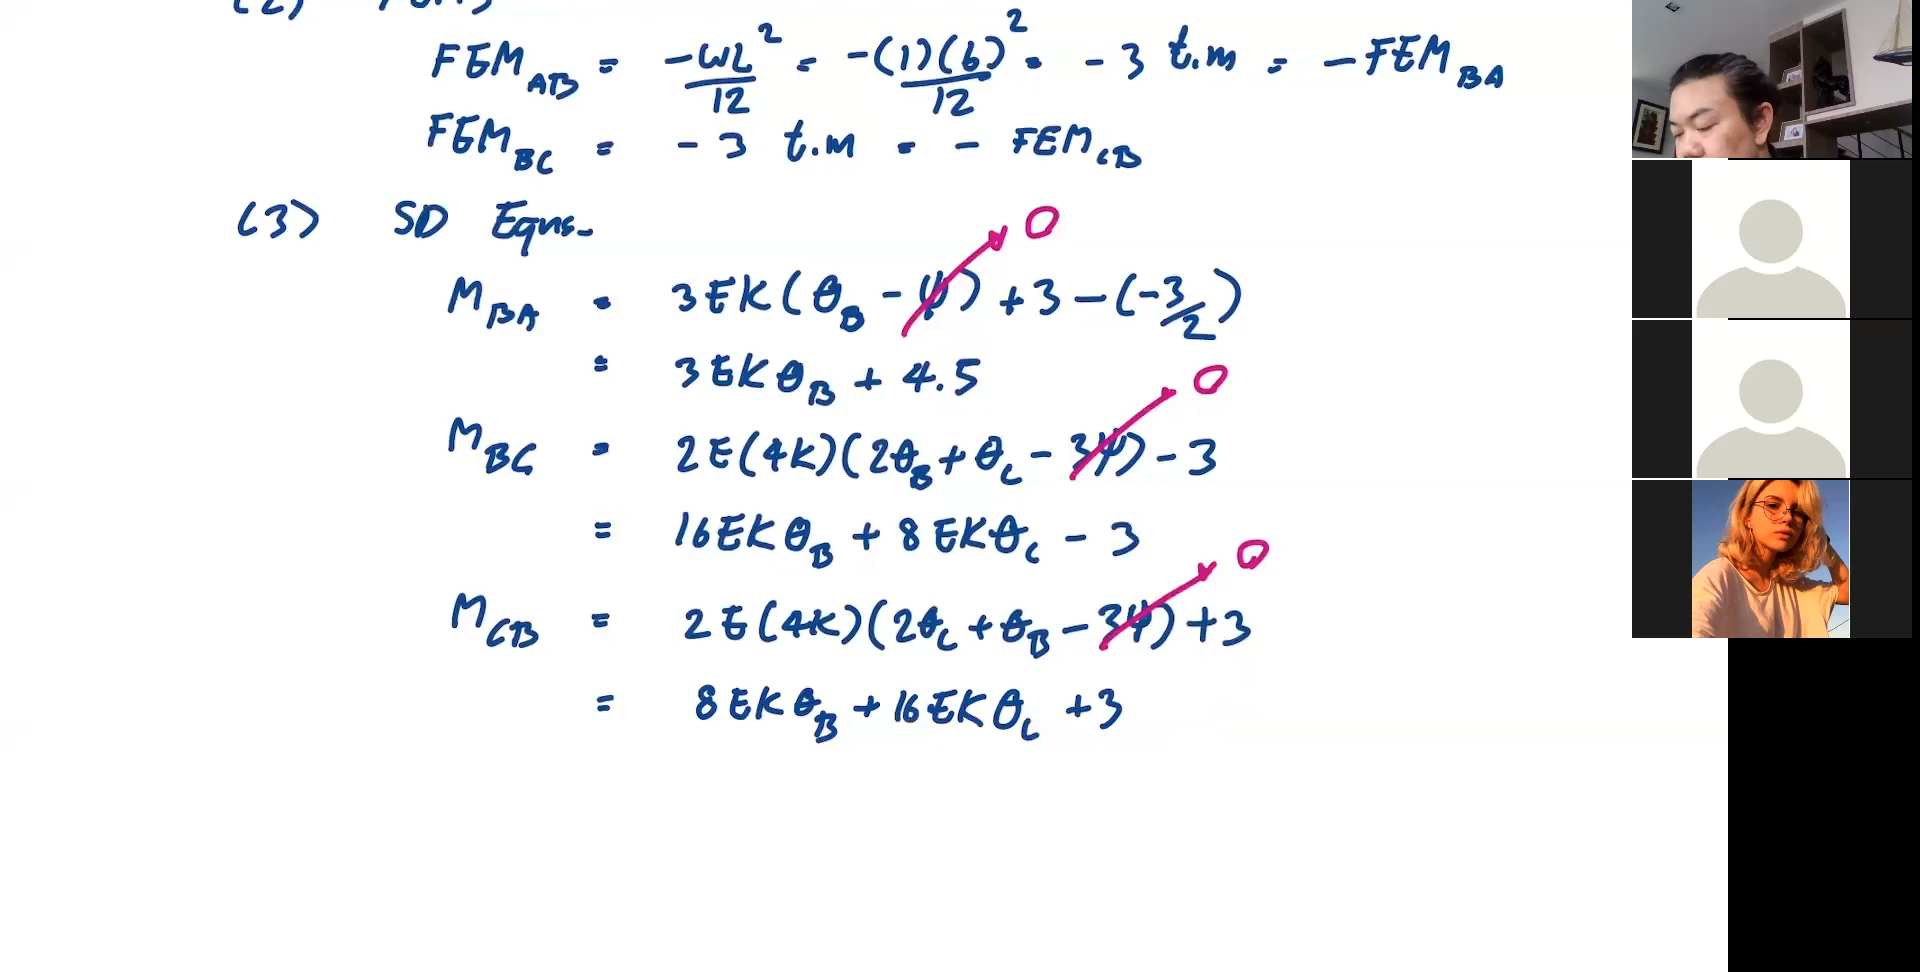 (2) FEMs
FEM_AB = -wL²/12 = -(1)(6)²/12 = -3 t.m = -FEM_BA
FEM_BC = -3 t.m = - FEM_CB
(3) SD Eqns.
M_BA = 3EK(θ_B - ψ) + 3 - (-3/2) 0
= 3EKθ_B + 4.5
M_BC = 2E(4K)(2θ_B + θ_C - 3ψ) - 3 0
= 16EKθ_B + 8EKθ_C - 3
M_CB = 2E(4K)(2θ_C + θ_B - 3ψ) + 3 0
= 8EKθ_B + 16EKθ_C + 3